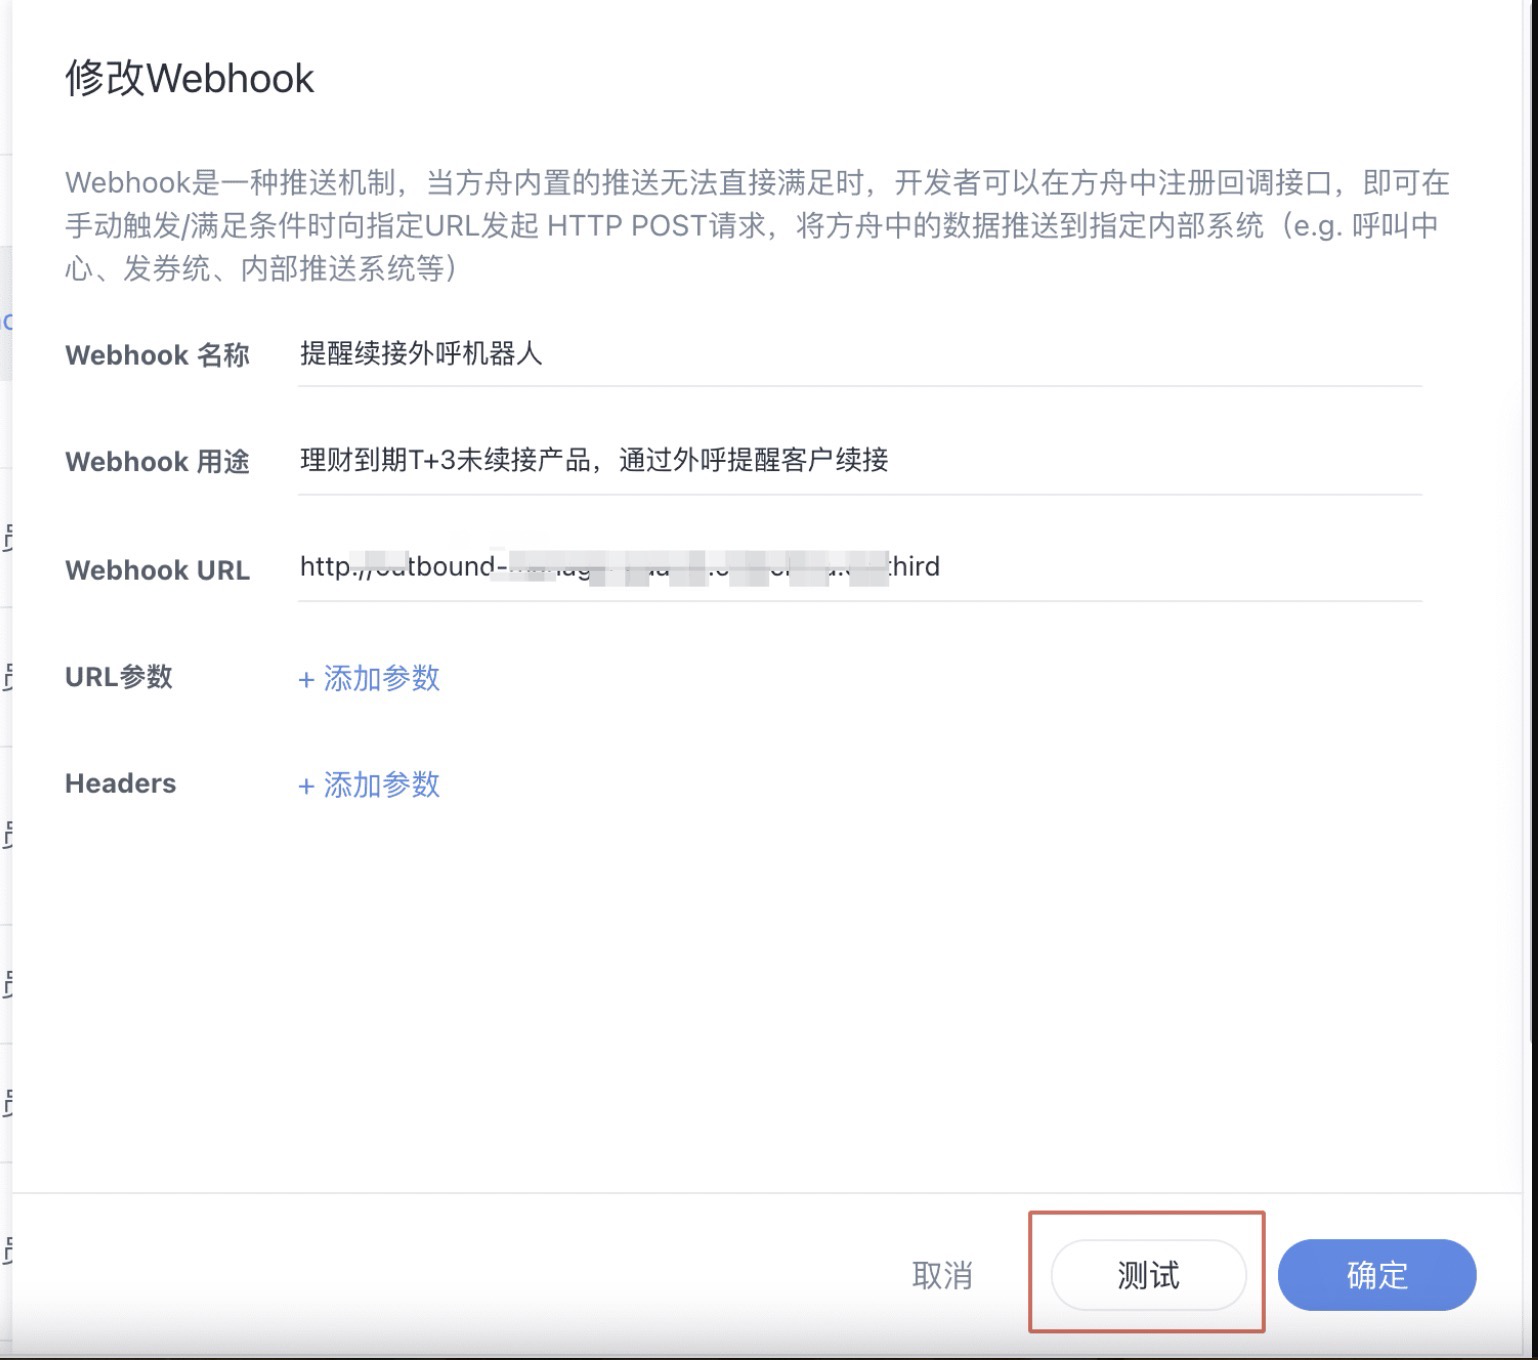 修改Webhook
Webhook是一种推送机制，当方舟内置的推送无法直接满足时，开发者可以在方舟中注册回调接口，即可在
手动触发/满足条件时向指定URL发起 HTTP POST请求，将方舟中的数据推送到指定内部系统（e.g. 呼叫中
心、发券统、内部推送系统等）
Webhook 名称 提醒续接外呼机器人
Webhook 用途 理财到期T+3未续接产品，通过外呼提醒客户续接
Webhook URL http://outbound- third
URL参数 + 添加参数
Headers + 添加参数
取消 测试 确定